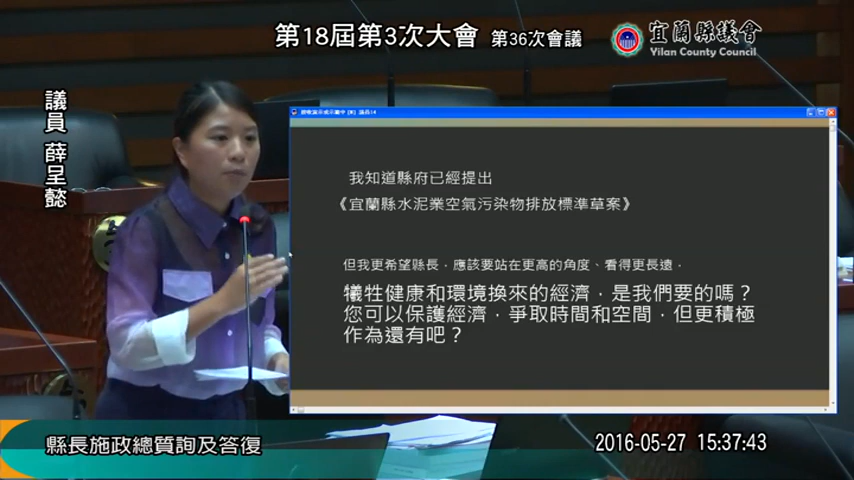 第18屆第3次大會 第36次會議
宜蘭縣議會
Yilan County Council
議員 薛呈懿
我知道縣府已經提出
《宜蘭縣水泥業空氣污染物排放標準草案》
但我更希望縣長，應該要站在更高的角度、看得更長遠，
犧牲健康和環境換來的經濟，是我們要的嗎？
您可以保護經濟，爭取時間和空間，但更積極
作為還有吧？
縣長施政總質詢及答復
2016-05-27 15:37:43